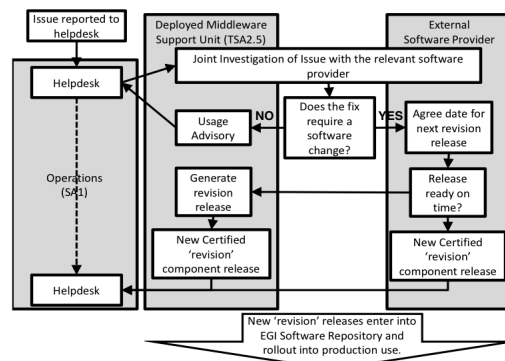 Issue reported to
helpdesk
Deployed Middleware
Support Unit (TSA2.5)
External
Software Provider
Joint Investigation of Issue with the relevant software
provider
Helpdesk
Usage
Advisory
NO
Does the fix
require a
software
change?
YES
Agree date for
next revision
release
Operations
(SA1)
Generate
revision
release
Release
ready on
time?
New Certified
‘revision’
component release
New Certified
‘revision’
component release
Helpdesk
New ‘revision’ releases enter into
EGI Software Repository and
rollout into production use.